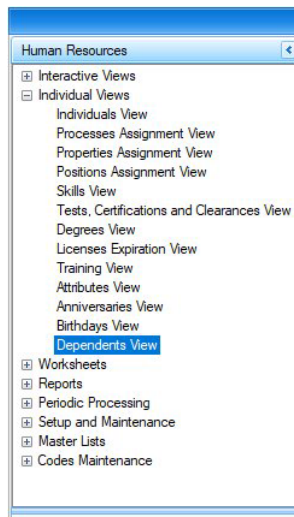 Human Resources
Interactive Views
Individual Views
Individuals View
Processes Assignment View
Properties Assignment View
Positions Assignment View
Skills View
Tests, Certifications and Clearances View
Degrees View
Licenses Expiration View
Training View
Attributes View
Anniversaries View
Birthdays View
Dependents View
Worksheets
Reports
Periodic Processing
Setup and Maintenance
Master Lists
Codes Maintenance